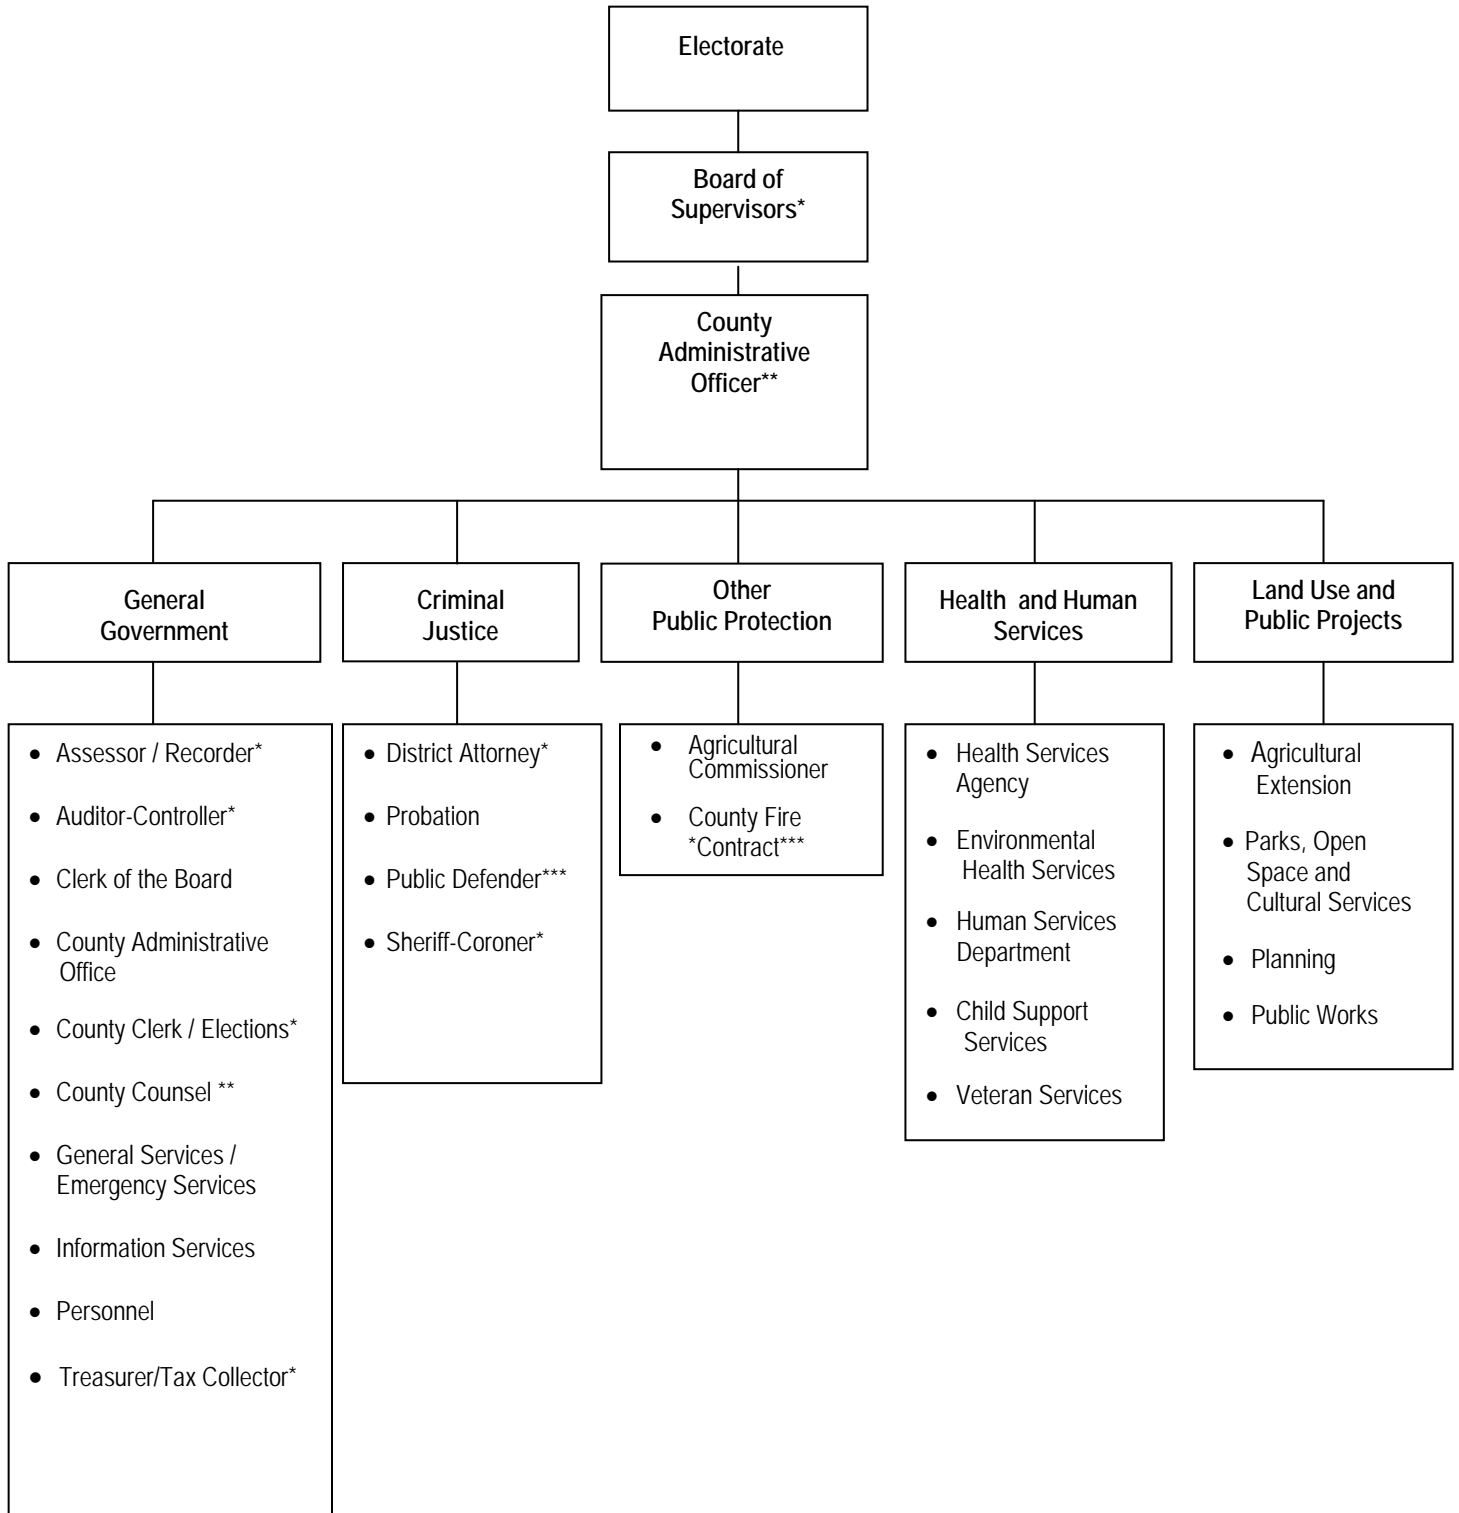 Electorate
Board of
Supervisors*
County
Administrative
Officer**
General
Government
Criminal
Justice
Other
Public Protection
Health and Human
Services
Land Use and
Public Projects
• Assessor / Recorder*
• Auditor-Controller*
• Clerk of the Board
• County Administrative
Office
• County Clerk / Elections*
• County Counsel **
• General Services /
Emergency Services
• Information Services
• Personnel
• Treasurer/Tax Collector*
• District Attorney*
• Probation
• Public Defender***
• Sheriff-Coroner*
• Agricultural
Commissioner
• County Fire
*Contract***
• Health Services
Agency
• Environmental
Health Services
• Human Services
Department
• Child Support
Services
• Veteran Services
• Agricultural
Extension
• Parks, Open
Space and
Cultural Services
• Planning
• Public Works